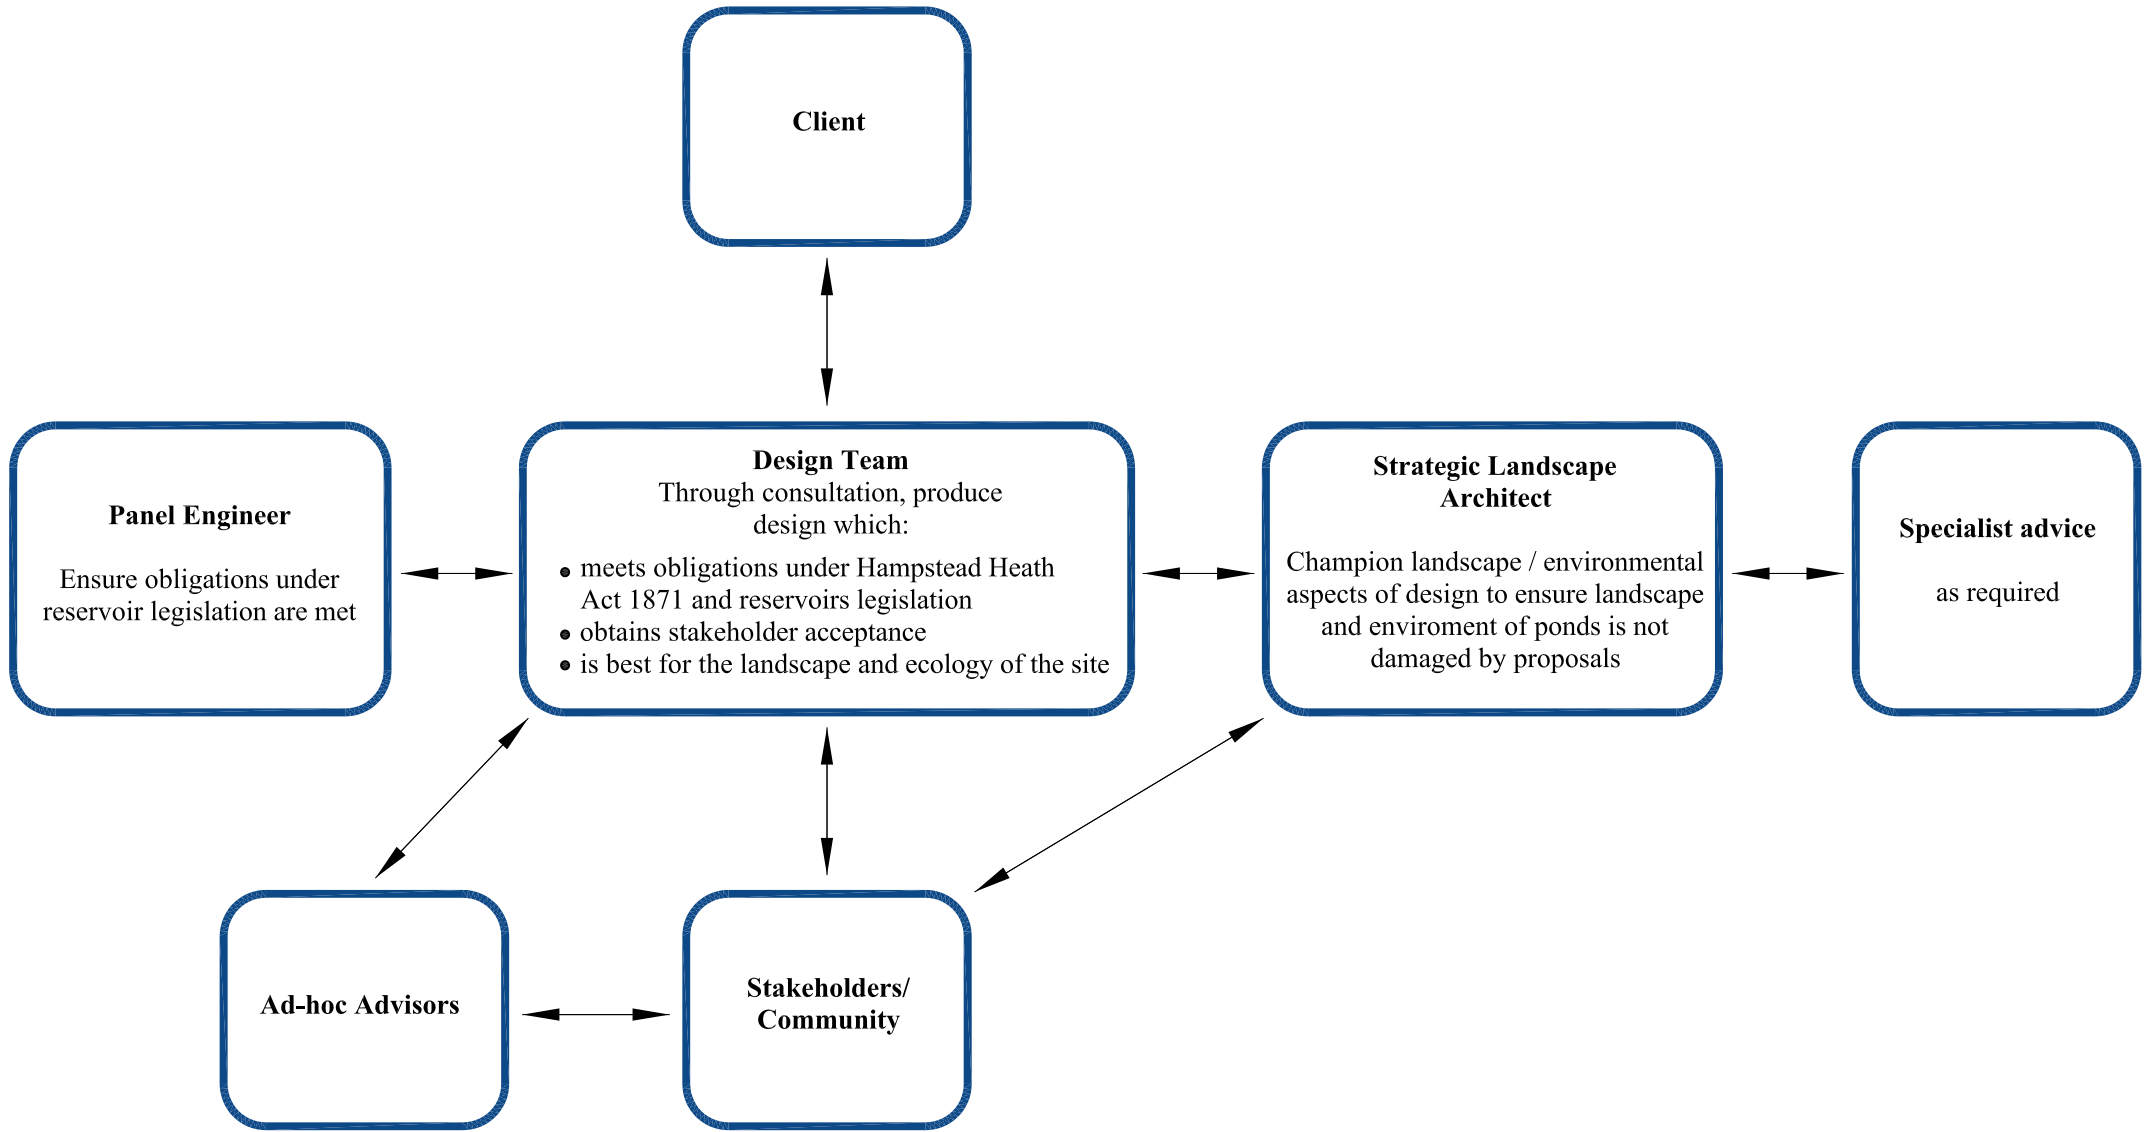 Client
Panel Engineer
Ensure obligations under
reservoir legislation are met
Design Team
Through consultation, produce
design which:
• meets obligations under Hampstead Heath
Act 1871 and reservoirs legislation
• obtains stakeholder acceptance
• is best for the landscape and ecology of the site
Strategic Landscape
Architect
Champion landscape / environmental
aspects of design to ensure landscape
and enviroment of ponds is not
damaged by proposals
Specialist advice
as required
Ad-hoc Advisors
Stakeholders/
Community